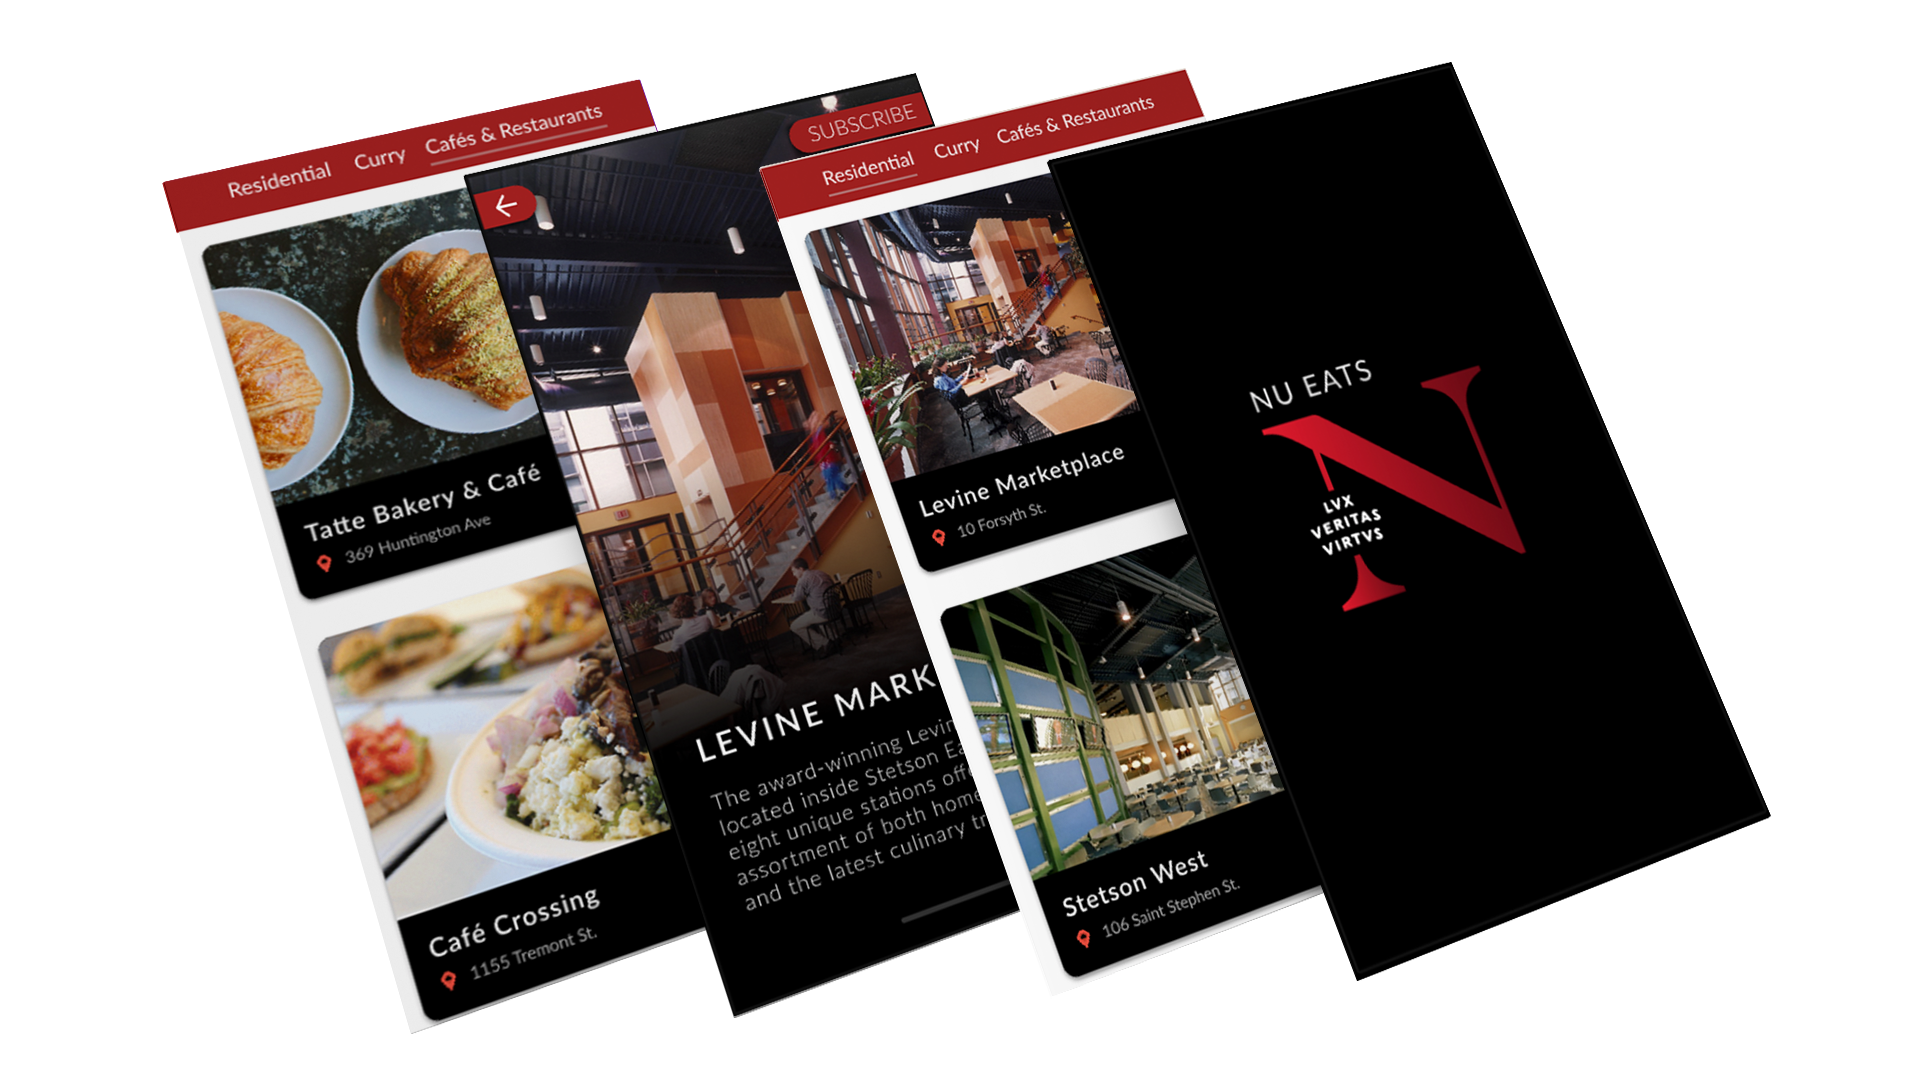 Residential Curry Cafés & Restaurants
Tatte Bakery & Café
369 Huntington Ave
Café Crossing
1155 Tremont St.
SUBSCRIBE
LEVINE MARK
The award-winning Levin
located inside Stetson Ea
eight unique stations offe
assortment of both home
and the latest culinary tr
Residential Curry Cafés & Restaurants
Levine Marketplace
10 Forsyth St.
Stetson West
106 Saint Stephen St.
NU EATS
LVX
VERITAS
VIRTVS